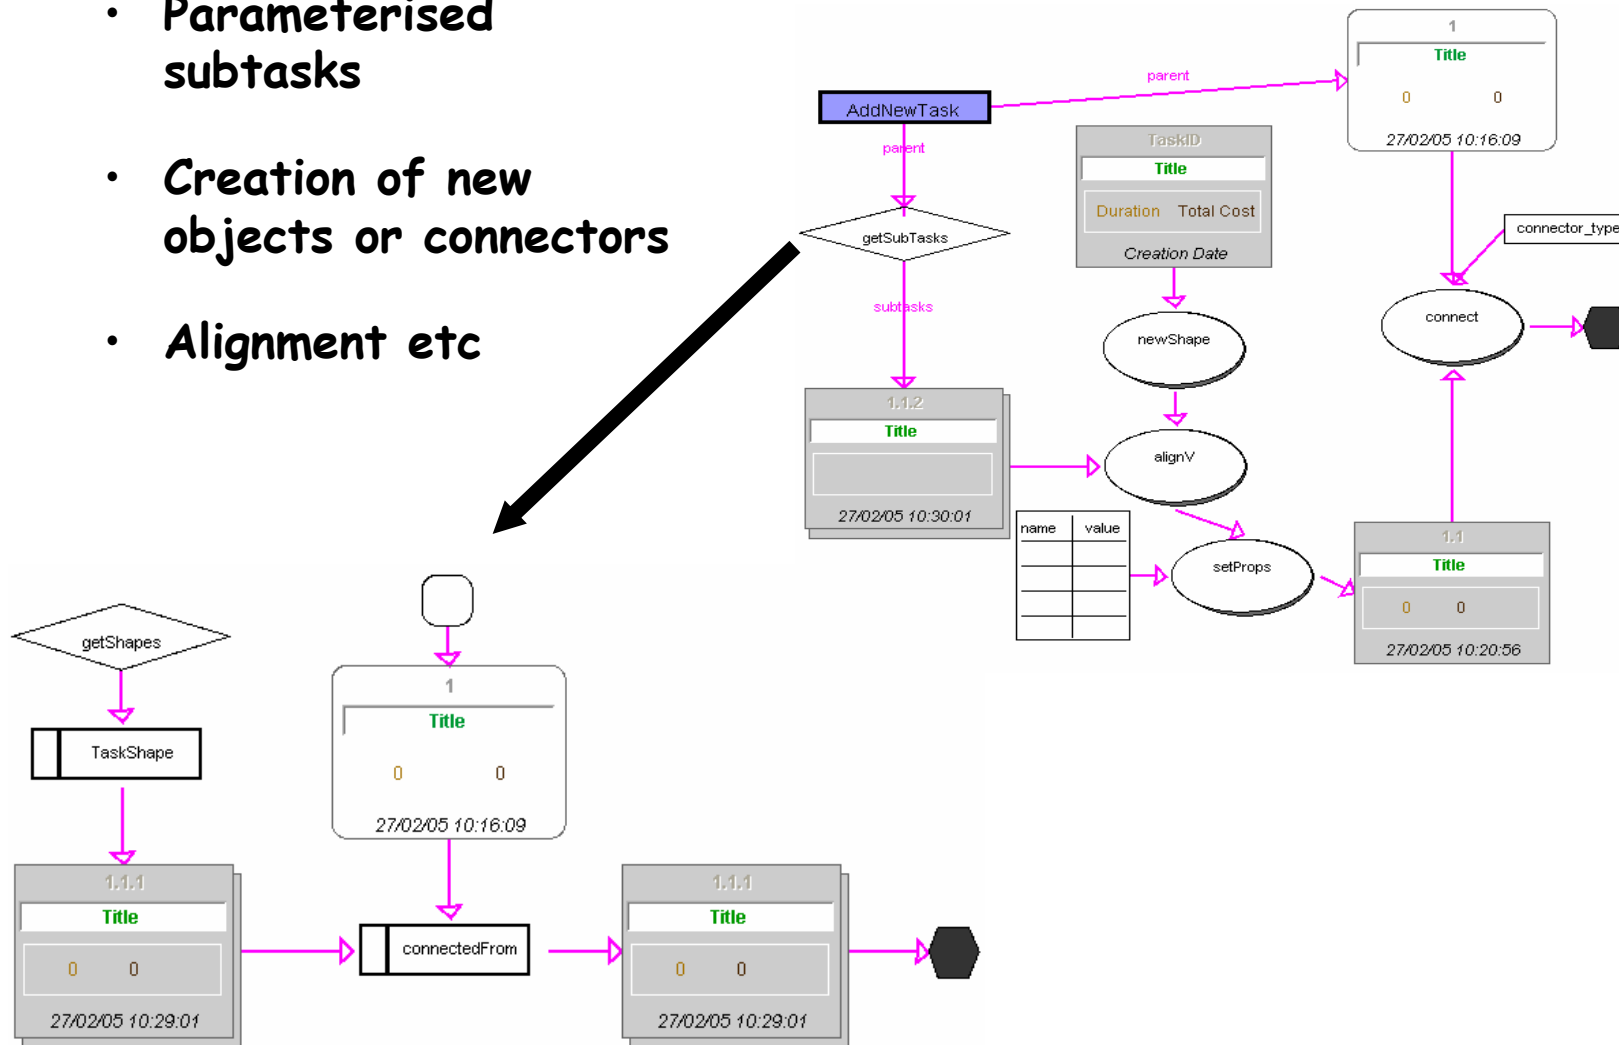 • Parameterised
subtasks
• Creation of new
objects or connectors
• Alignment etc
1
Title
0 0
27/02/05 10:16:09
parent
AddNewTask
parent
getSubTasks
subtasks
TaskID
Title
Duration Total Cost
Creation Date
newShape
connector_type
connect
1.1.2
Title
27/02/05 10:30:01
alignV
name value
setProps
1.1
Title
0 0
27/02/05 10:20:56
getShapes
TaskShape
1
Title
0 0
27/02/05 10:16:09
1.1.1
Title
0 0
27/02/05 10:29:01
connectedFrom
1.1.1
Title
0 0
27/02/05 10:29:01